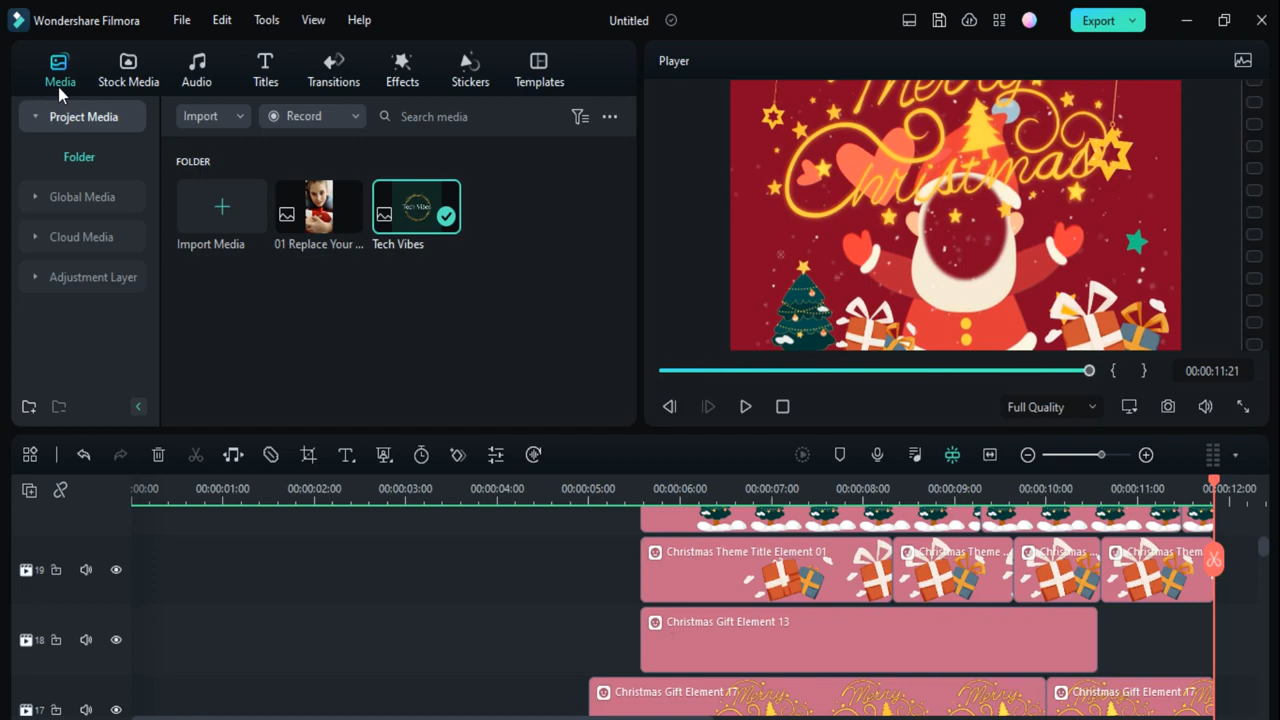 Wondershare Filmora File Edit Tools View Help Untitled Export
Media Stock Media Audio Titles Transitions Effects Stickers Templates
Player
Project Media
Import Record Search media
Folder
FOLDER
Global Media
Cloud Media
Adjustment Layer
Import Media 01 Replace Your ... Tech Vibes
Tech Vibes
Merry
Christmas
00:00:11:21
Full Quality
:00:00 00:00:01:00 00:00:02:00 00:00:03:00 00:00:04:00 00:00:05:00 00:00:06:00 00:00:07:00 00:00:08:00 00:00:09:00 00:00:10:00 00:00:11:00 00:00:12:00
19 Christmas Theme Title Element 01 Christmas Theme ... Christmas ... Christmas Them
18 Christmas Gift Element 13
17 Christmas Gift Element 17 Christmas Gift Element 17